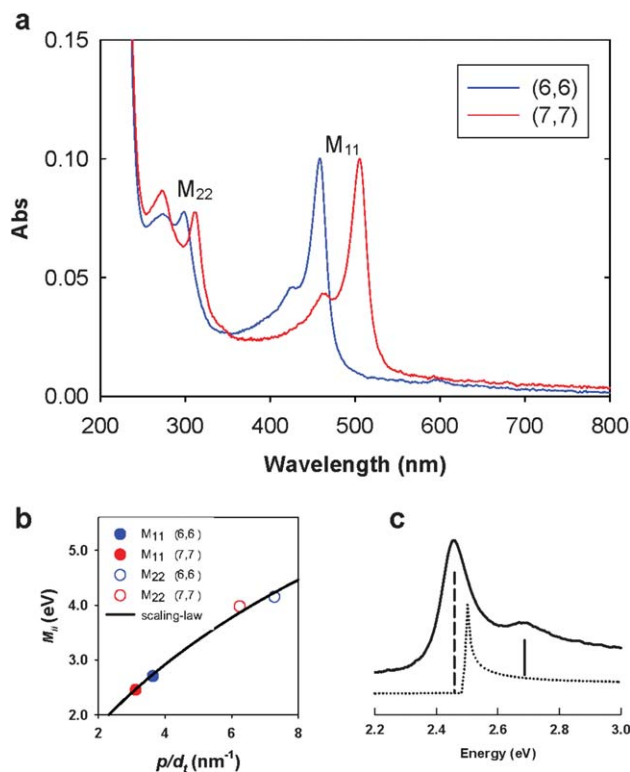 a
0.15
0.10
0.05
0.00
Abs
(6,6)
(7,7)
M₂₂
M₁₁
200 300 400 500 600 700 800
Wavelength (nm)
b
M₁₁ (6,6)
M₁₁ (7,7)
M₂₂ (6,6)
M₂₂ (7,7)
scaling-law
5.0
4.0
3.0
2.0
Mᵢᵢ (eV)
2 4 6 8
p/dₜ (nm⁻¹)
c
2.2 2.4 2.6 2.8 3.0
Energy (eV)